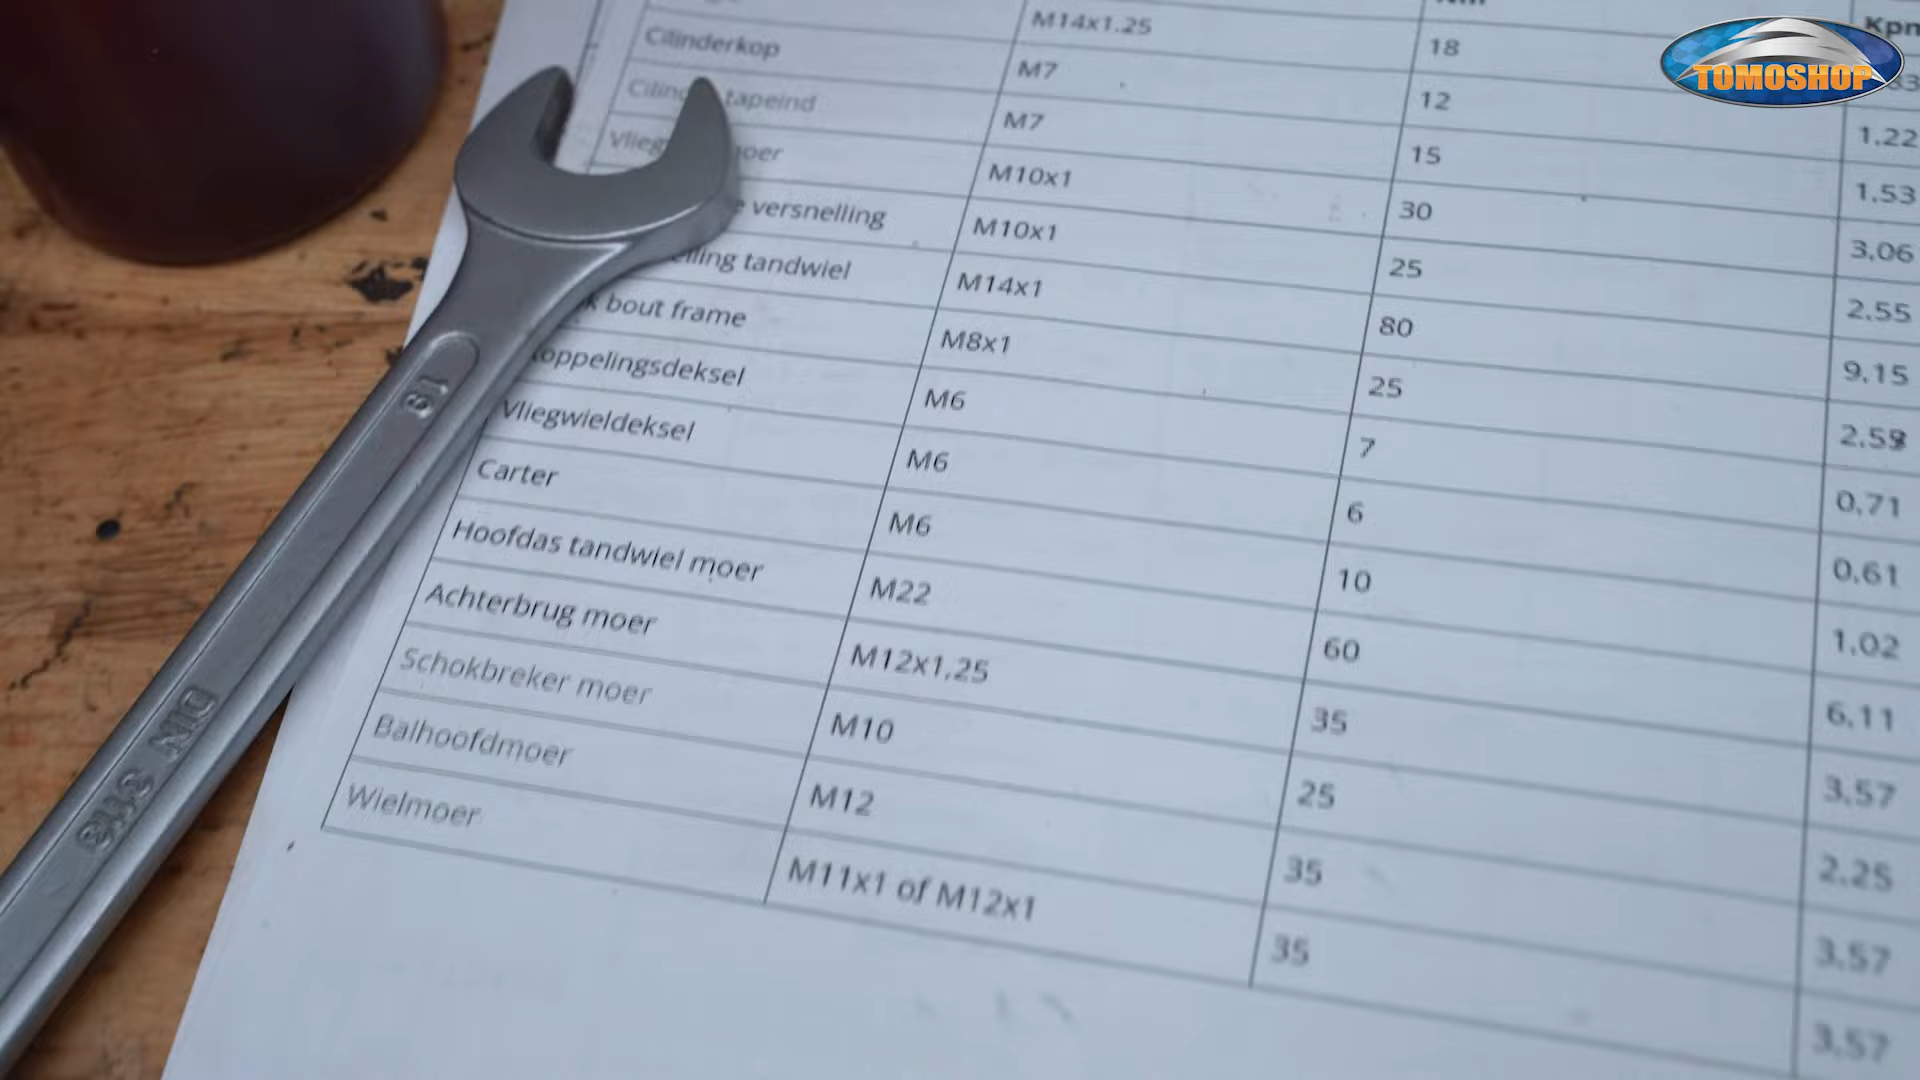 TOMOSHOP
M14x1.25 18
Cilinderkop M7 12 1.22
tapeind M7 15 1.53
M10x1 30 3.06
versnelling M10x1 25 2.55
tandwiel M14x1 80 9.15
bout frame M8x1 25
M6 7 0.71
Vliegwieldeksel M6 6 0.61
Carter M6 10 1.02
Hoofdas tandwiel moer M22 60 6.11
Achterbrug moer M12x1,25 35 3.57
Schokbreker moer M10 25 2.25
Balhoofdmoer M12 35 3.57
Wielmoer M11x1 of M12x1 35 3.57
19
DIN 3113